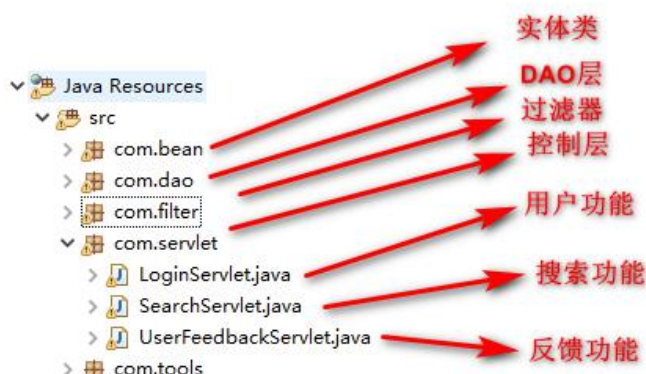 实体类
Java Resources
DAO层
src
过滤器
com.bean
控制层
com.dao
com.filter
用户功能
com.servlet
LoginServlet.java
搜索功能
SearchServlet.java
UserFeedbackServlet.java
反馈功能
com.tools